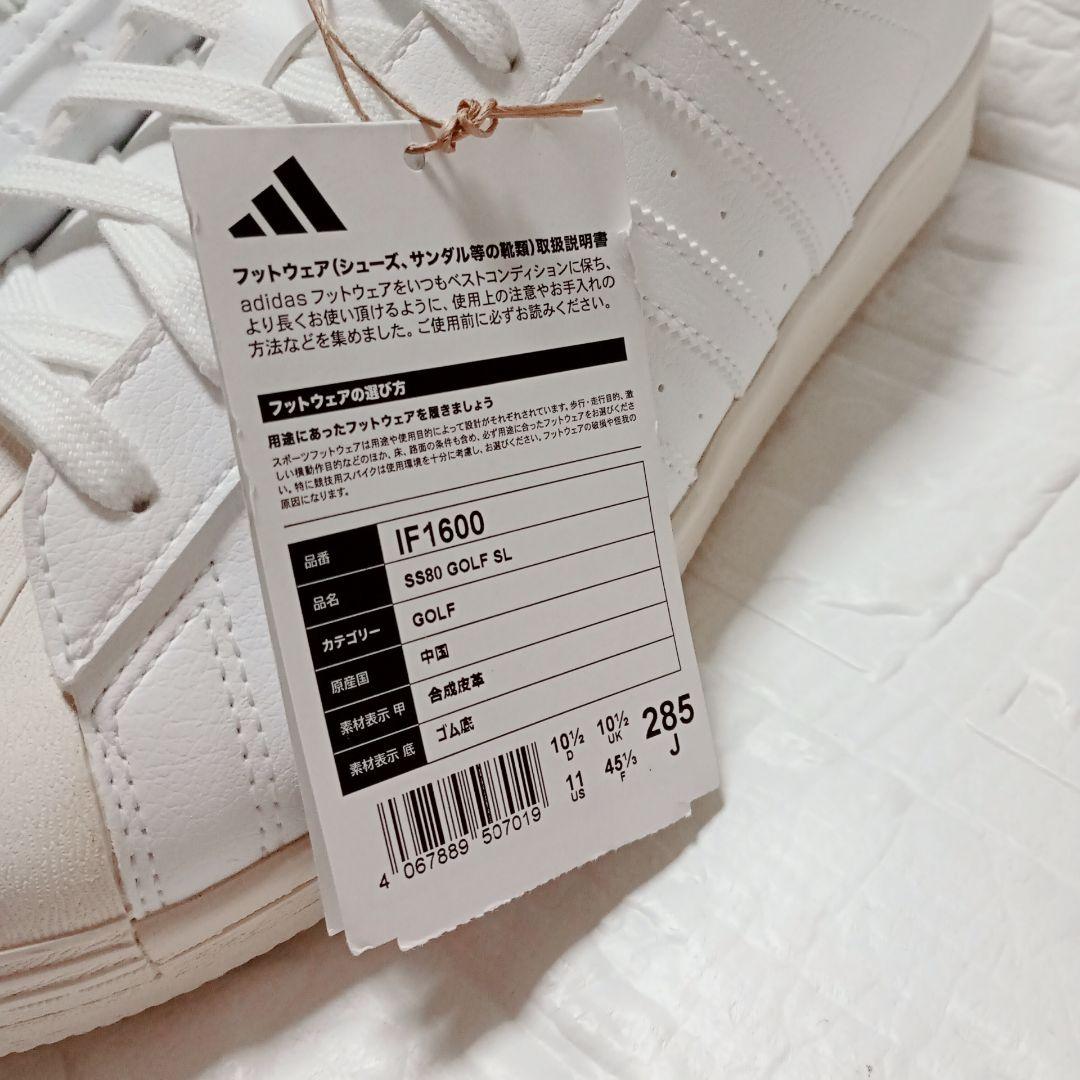 フットウェア(シューズ、サンダル等の靴類)取扱説明書
adidasフットウェアをいつもベストコンディションに保ち、
より長くお使い頂けるように、使用上の注意やお手入れの
方法などを集めました。ご使用前に必ずお読みください。
フットウェアの選び方
用途にあったフットウェアを履きましょう
スポーツフットウェアは用途や使用目的によって設計がそれぞれされています。歩行・走行目的、激
しい横動作目的などのほか、床、路面の条件も含め、必ず用途に合ったフットウェアをお選びくださ
い。特に競技用スパイクは使用環境を十分に考慮し、お選びください。フットウェアの破損や怪我の
原因になります。
品番 IF1600
品名 SS80 GOLF SL
カテゴリー GOLF
原産国 中国
素材表示 甲 合成皮革
素材表示 底 ゴム底
10½ D 10½ UK 285 J
11 US 45⅓ F
4 067889 507019